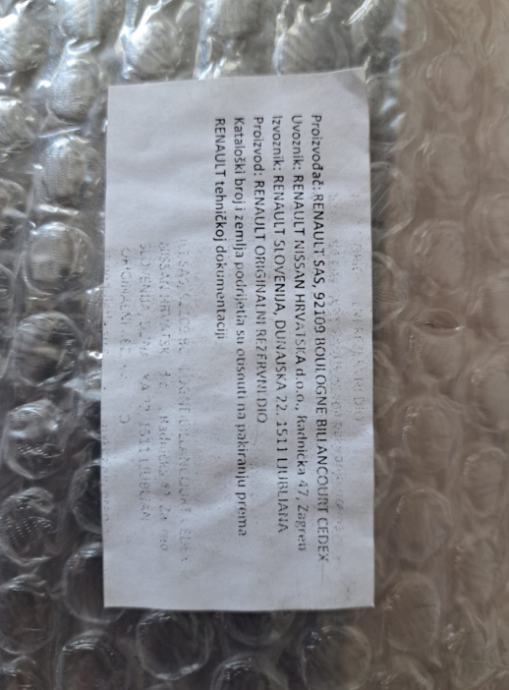 Proizvođač: RENAULT SAS, 92109 BOULOGNE BILLANCOURT CEDEX
Uvoznik: RENAULT NISSAN HRVATSKA d.o.o., Radnička 47, Zagreb
Izvoznik: RENAULT SLOVENIJA, DUNAJSKA 22, 1511 LJUBLJANA
Proizvod: RENAULT ORIGINALNI REZERVNI DIO
Kataloški broj i zemlja podrijetla su otisnuti na pakiranju prema
RENAULT tehničkoj dokumentaciji